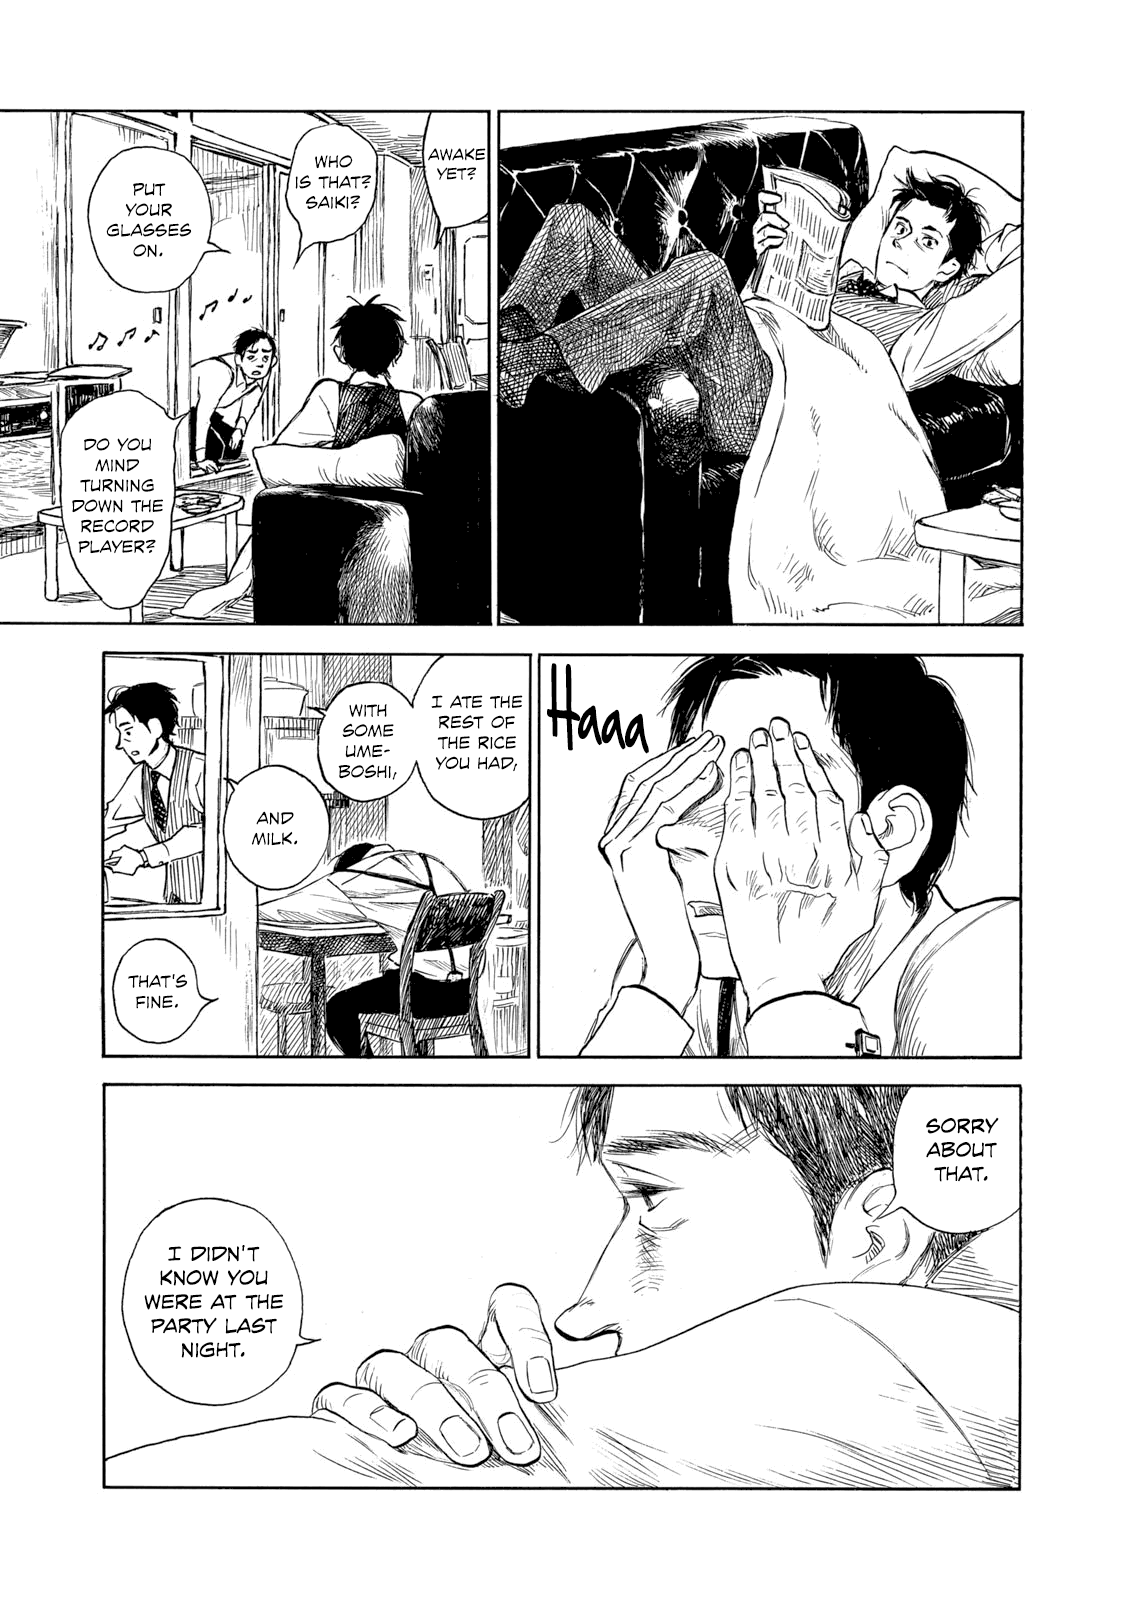 AWAKE
YET?
WHO
IS THAT?
SAIKI?
PUT
YOUR
GLASSES
ON.
DO YOU
MIND
TURNING
DOWN THE
RECORD
PLAYER?
Haaa
I ATE THE
REST OF
THE RICE
YOU HAD,
WITH
SOME
UME-
BOSHI,
AND
MILK.
THAT'S
FINE.
SORRY
ABOUT
THAT.
I DIDN'T
KNOW YOU
WERE AT THE
PARTY LAST
NIGHT.